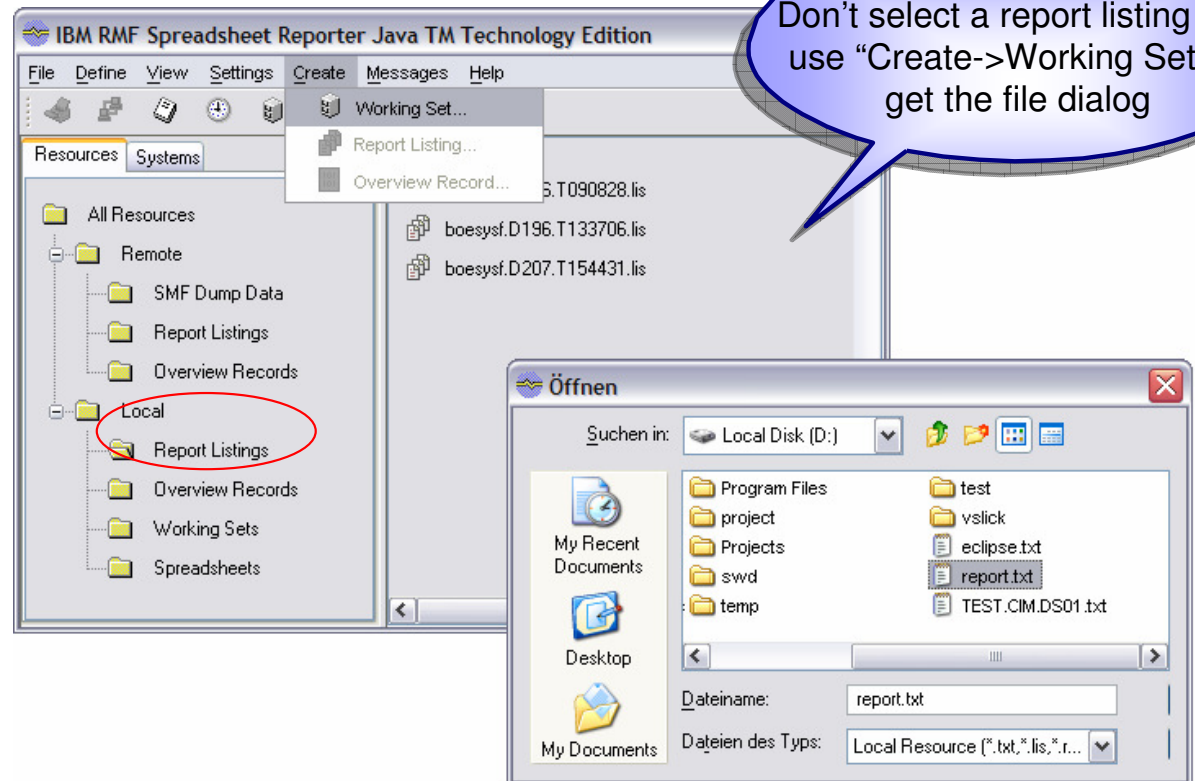 Don't select a report listing
use “Create->Working Set
get the file dialog
IBM RMF Spreadsheet Reporter Java TM Technology Edition
File Define View Settings Create Messages Help
Working Set...
Report Listing...
Overview Record...
Resources Systems
All Resources
Remote
SMF Dump Data
Report Listings
Overview Records
Local
Report Listings
Overview Records
Working Sets
Spreadsheets
6.T090828.lis
boesysf.D196.T133706.lis
boesysf.D207.T154431.lis
Öffnen
Suchen in: Local Disk (D:)
My Recent Documents
Desktop
My Documents
Program Files
project
Projects
swd
temp
test
vslick
eclipse.txt
report.txt
TEST.CIM.DS01.txt
Dateiname: report.txt
Dateien des Typs: Local Resource (*.txt,*.lis,*.r...